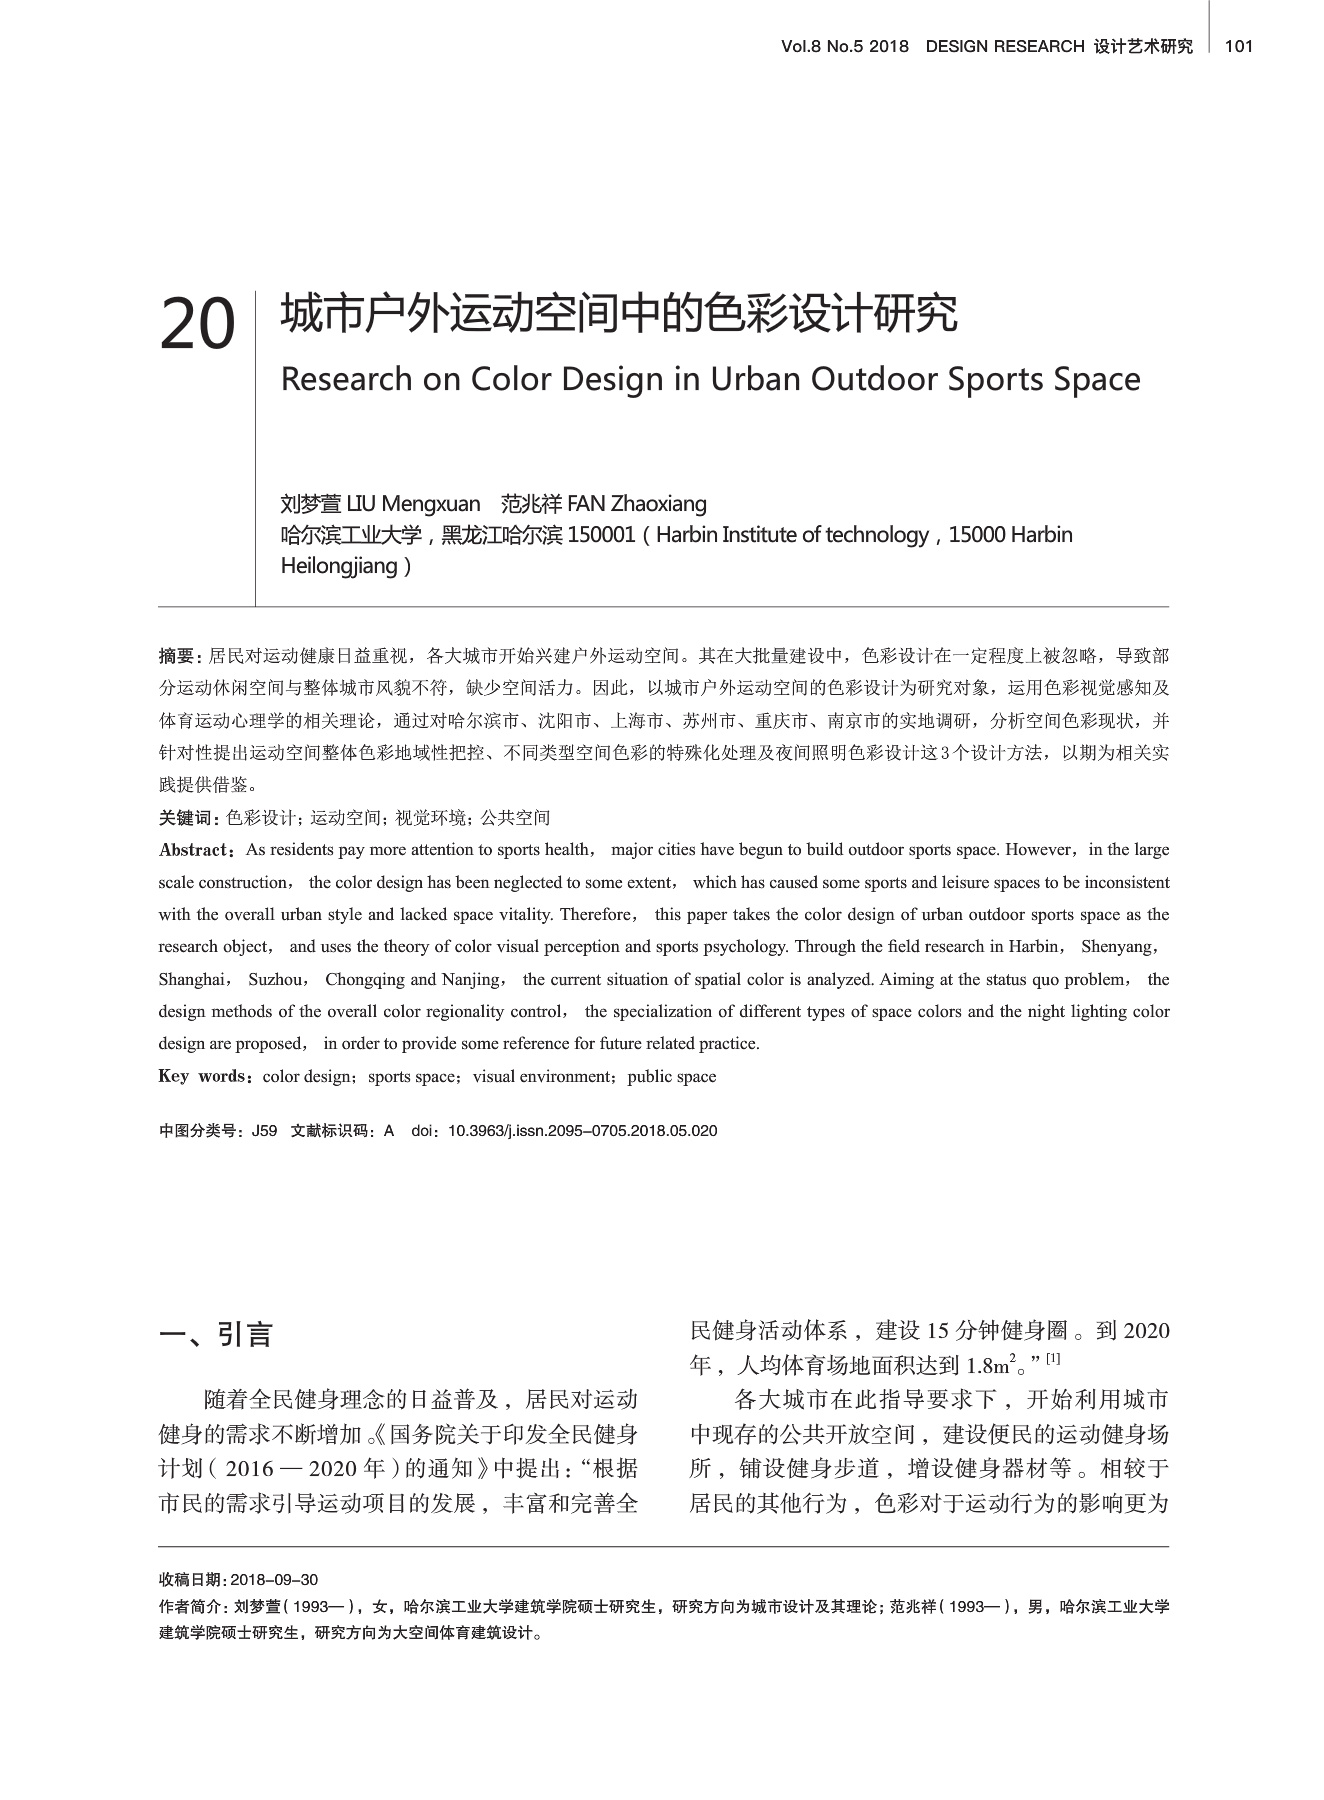 Vol.8 No.5 2018 DESIGN RESEARCH 设计艺术研究 101
20
城市户外运动空间中的色彩设计研究
Research on Color Design in Urban Outdoor Sports Space
刘梦萱 LIU Mengxuan 范兆祥 FAN Zhaoxiang
哈尔滨工业大学，黑龙江哈尔滨 150001（Harbin Institute of technology，15000 Harbin
Heilongjiang）
摘要：居民对运动健康日益重视，各大城市开始兴建户外运动空间。其在大批量建设中，色彩设计在一定程度上被忽略，导致部
分运动休闲空间与整体城市风貌不符，缺少空间活力。因此，以城市户外运动空间的色彩设计为研究对象，运用色彩视觉感知及
体育运动心理学的相关理论，通过对哈尔滨市、沈阳市、上海市、苏州市、重庆市、南京市的实地调研，分析空间色彩现状，并
针对性提出运动空间整体色彩地域性把控、不同类型空间色彩的特殊化处理及夜间照明色彩设计这3个设计方法，以期为相关实
践提供借鉴。
关键词：色彩设计；运动空间；视觉环境；公共空间
Abstract：As residents pay more attention to sports health， major cities have begun to build outdoor sports space. However，in the large
scale construction， the color design has been neglected to some extent， which has caused some sports and leisure spaces to be inconsistent
with the overall urban style and lacked space vitality. Therefore， this paper takes the color design of urban outdoor sports space as the
research object， and uses the theory of color visual perception and sports psychology. Through the field research in Harbin， Shenyang，
Shanghai， Suzhou， Chongqing and Nanjing， the current situation of spatial color is analyzed. Aiming at the status quo problem， the
design methods of the overall color regionality control， the specialization of different types of space colors and the night lighting color
design are proposed， in order to provide some reference for future related practice.
Key words：color design；sports space；visual environment；public space
中图分类号：J59 文献标识码：A doi：10.3963/j.issn.2095-0705.2018.05.020
一、引言
随着全民健身理念的日益普及，居民对运动
健身的需求不断增加。《国务院关于印发全民健身
计划（2016—2020年）的通知》中提出：“根据
市民的需求引导运动项目的发展，丰富和完善全
民健身活动体系，建设15分钟健身圈。到2020
年，人均体育场地面积达到1.8m²。”[1]
各大城市在此指导要求下，开始利用城市
中现存的公共开放空间，建设便民的运动健身场
所，铺设健身步道，增设健身器材等。相较于
居民的其他行为，色彩对于运动行为的影响更为
收稿日期：2018-09-30
作者简介：刘梦萱（1993—），女，哈尔滨工业大学建筑学院硕士研究生，研究方向为城市设计及其理论；范兆祥（1993—），男，哈尔滨工业大学
建筑学院硕士研究生，研究方向为大空间体育建筑设计。